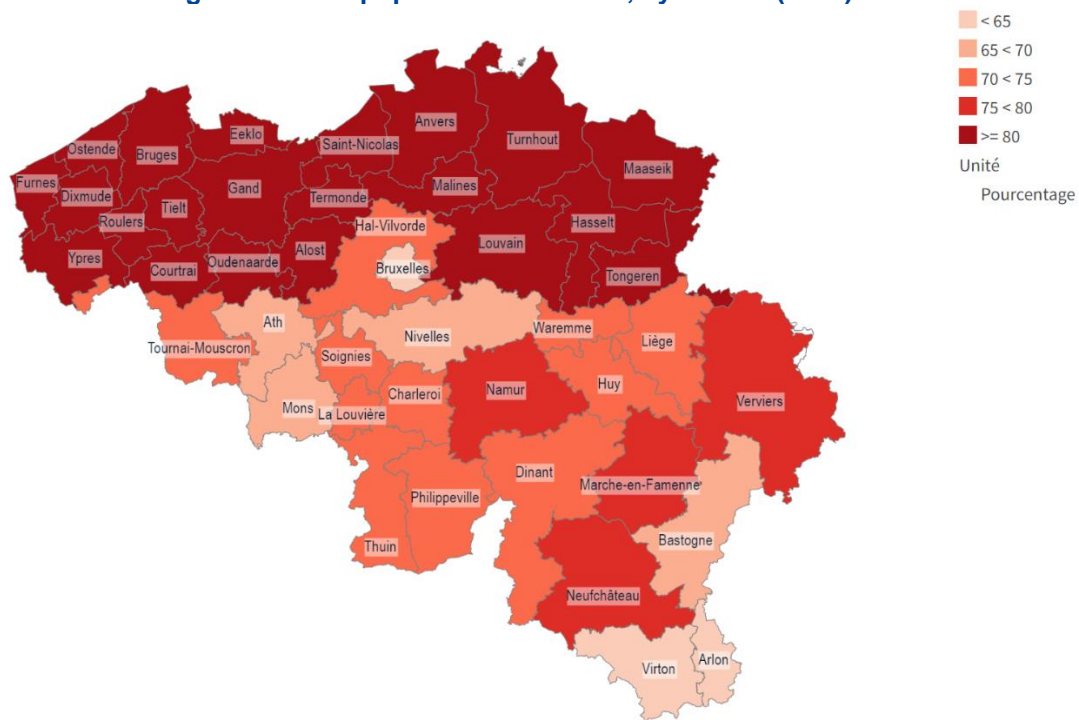 < 65
65 < 70
70 < 75
75 < 80
>= 80
Unité
Pourcentage
Anvers
Turnhout
Eeklo
Saint-Nicolas
Ostende
Bruges
Maaseik
Furnes
Gand
Malines
Dixmude
Termonde
Tielt
Roulers
Hal-Vilvorde
Hasselt
Louvain
Alost
Ypres
Oudenaarde
Courtrai
Bruxelles
Tongeren
Ath
Waremme
Nivelles
Liège
Tournai-Mouscron
Soignies
Huy
Namur
Charleroi
Verviers
Mons
La Louvière
Dinant
Marche-en-Famenne
Philippeville
Bastogne
Thuin
Neufchâteau
Arlon
Virton